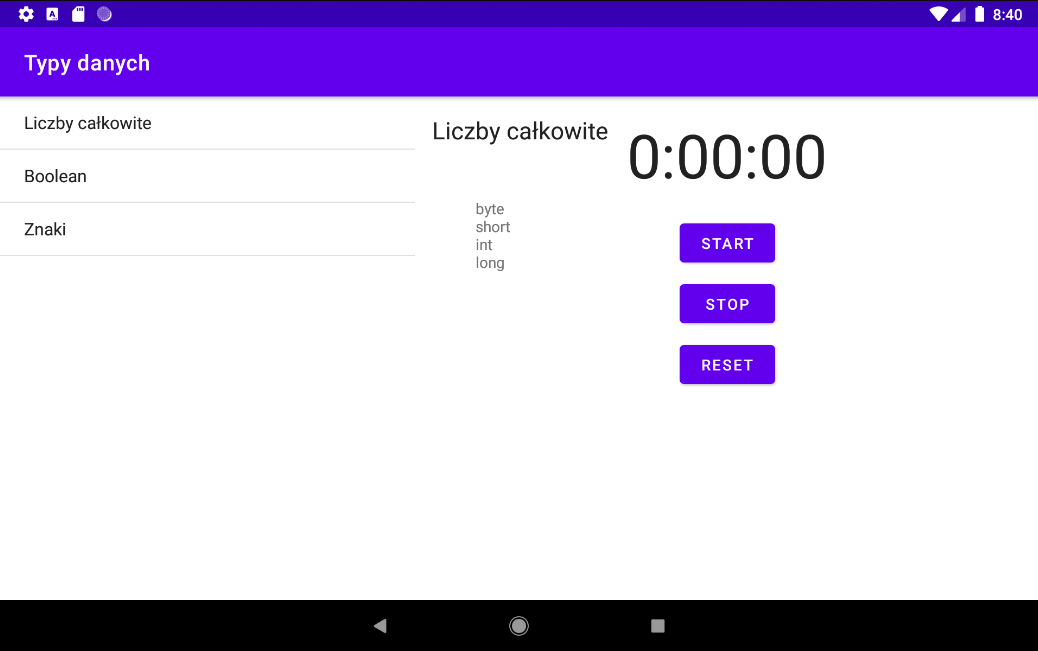 8:40
Typy danych
Liczby całkowite
Boolean
Znaki
Liczby całkowite
byte
short
int
long
0:00:00
START
STOP
RESET